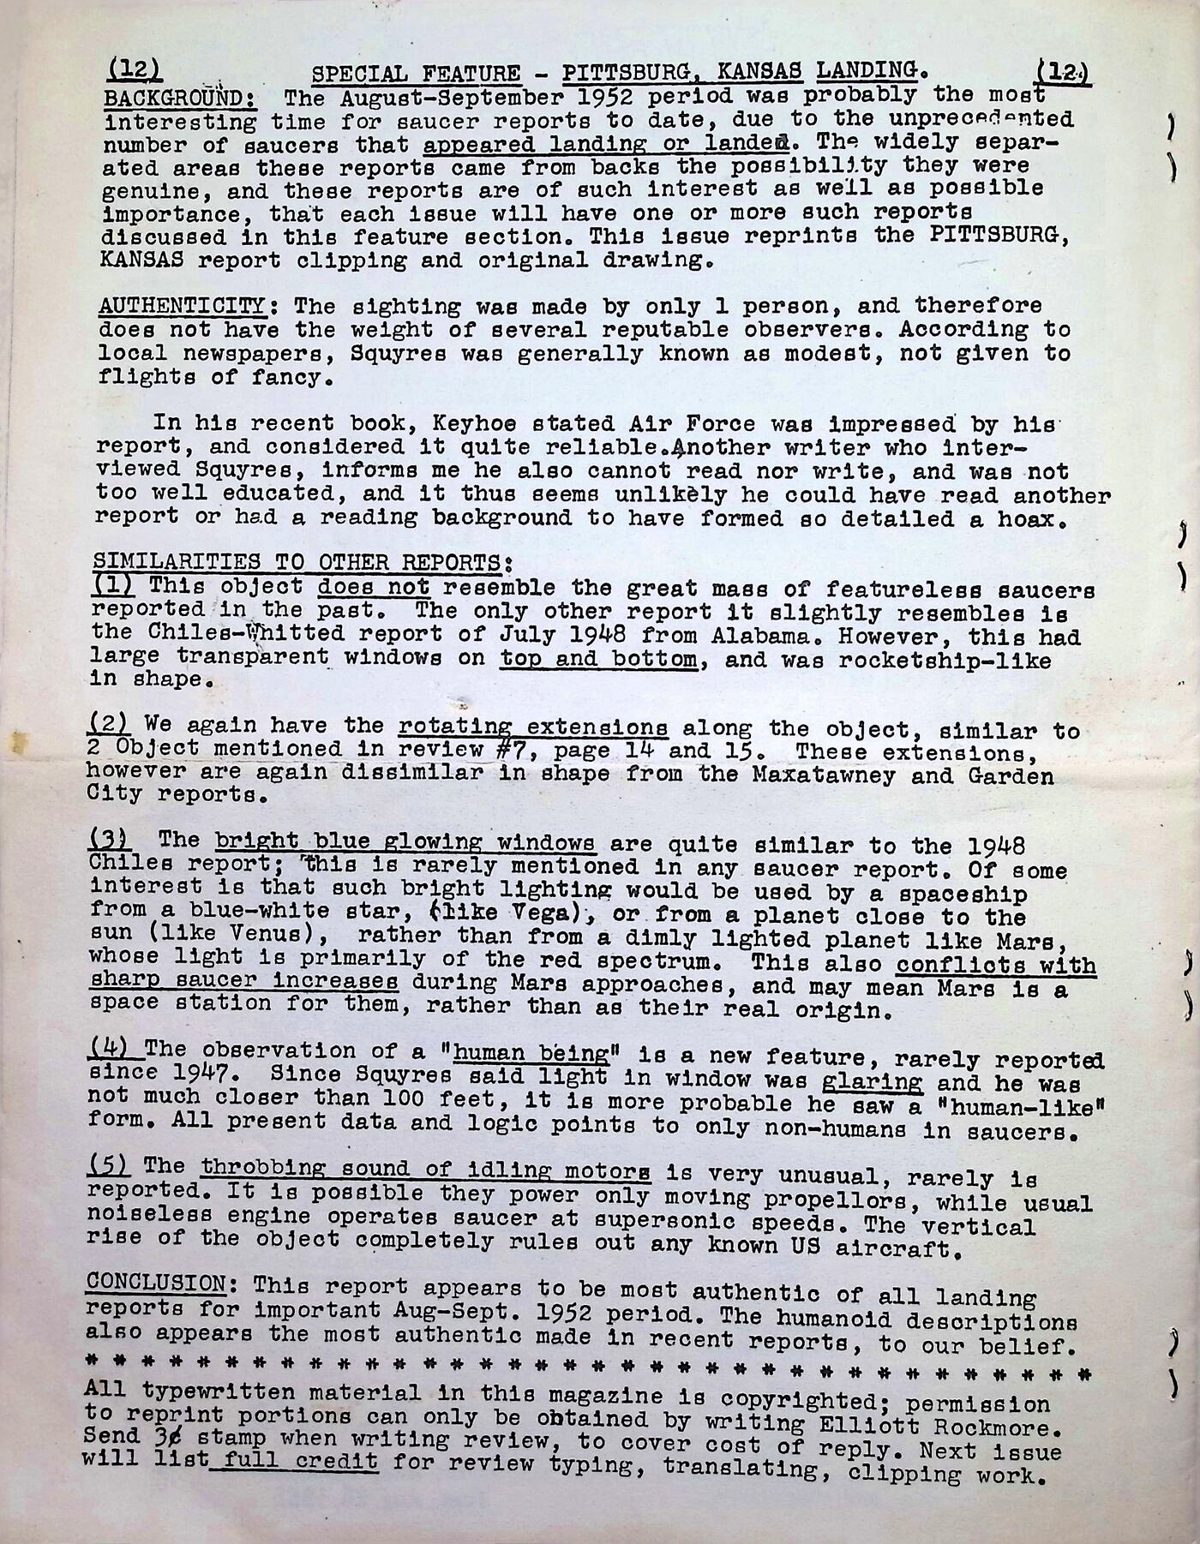 (12) SPECIAL FEATURE - PITTSBURG, KANSAS LANDING. (12)
BACKGROUND: The August-September 1952 period was probably the most
interesting time for saucer reports to date, due to the unprecedented
number of saucers that appeared landing or landed. The widely separ-
ated areas these reports came from backs the possibility they were
genuine, and these reports are of such interest as well as possible
importance, that each issue will have one or more such reports
discussed in this feature section. This issue reprints the PITTSBURG,
KANSAS report clipping and original drawing.
AUTHENTICITY: The sighting was made by only 1 person, and therefore
does not have the weight of several reputable observers. According to
local newspapers, Squyres was generally known as modest, not given to
flights of fancy.
In his recent book, Keyhoe stated Air Force was impressed by his
report, and considered it quite reliable.Another writer who inter-
viewed Squyres, informs me he also cannot read nor write, and was not
too well educated, and it thus seems unlikely he could have read another
report or had a reading background to have formed so detailed a hoax.
SIMILARITIES TO OTHER REPORTS:
(1) This object does not resemble the great mass of featureless saucers
reported in the past. The only other report it slightly resembles is
the Chiles-Whitted report of July 1948 from Alabama. However, this had
large transparent windows on top and bottom, and was rocketship-like
in shape.
(2) We again have the rotating extensions along the object, similar to
2 Object mentioned in review #7, page 14 and 15. These extensions,
however are again dissimilar in shape from the Maxatawney and Garden
City reports.
(3) The bright blue glowing windows are quite similar to the 1948
Chiles report; this is rarely mentioned in any saucer report. Of some
interest is that such bright lighting would be used by a spaceship
from a blue-white star, (like Vega), or from a planet close to the
sun (like Venus), rather than from a dimly lighted planet like Mars,
whose light is primarily of the red spectrum. This also conflicts with
sharp saucer increases during Mars approaches, and may mean Mars is a
space station for them, rather than as their real origin.
(4) The observation of a "human being" is a new feature, rarely reported
since 1947. Since Squyres said light in window was glaring and he was
not much closer than 100 feet, it is more probable he saw a "human-like"
form. All present data and logic points to only non-humans in saucers.
(5) The throbbing sound of idling motors is very unusual, rarely is
reported. It is possible they power only moving propellors, while usual
noiseless engine operates saucer at supersonic speeds. The vertical
rise of the object completely rules out any known US aircraft.
CONCLUSION: This report appears to be most authentic of all landing
reports for important Aug-Sept. 1952 period. The humanoid descriptions
also appears the most authentic made in recent reports, to our belief.
* * * * * * * * * * * * * * * * * * * * * * * * * * * * * * * * * * * *
All typewritten material in this magazine is copyrighted; permission
to reprint portions can only be obtained by writing Elliott Rockmore.
Send 3¢ stamp when writing review, to cover cost of reply. Next issue
will list full credit for review typing, translating, clipping work.